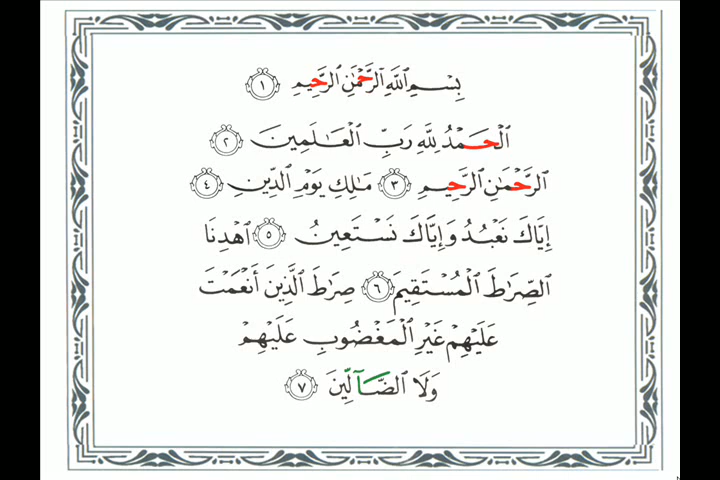 بِسْمِ ٱللَّهِ ٱلرَّحْمَٰنِ ٱلرَّحِيمِ ١
ٱلْحَمْدُ لِلَّهِ رَبِّ ٱلْعَٰلَمِينَ ٢
ٱلرَّحْمَٰنِ ٱلرَّحِيمِ ٣ مَٰلِكِ يَوْمِ ٱلدِّينِ ٤
إِيَّاكَ نَعْبُدُ وَإِيَّاكَ نَسْتَعِينُ ٥ ٱهْدِنَا
ٱلصِّرَٰطَ ٱلْمُسْتَقِيمَ ٦ صِرَٰطَ ٱلَّذِينَ أَنْعَمْتَ
عَلَيْهِمْ غَيْرِ ٱلْمَغْضُوبِ عَلَيْهِمْ
وَلَا ٱلضَّآلِّينَ ٧